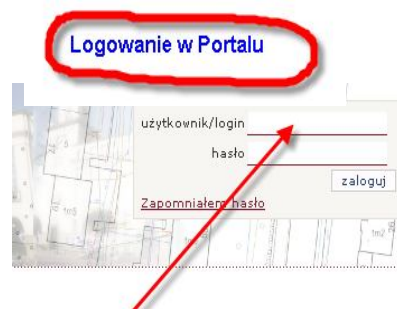 Logowanie w Portalu
użytkownik/login
hasło
zaloguj
Zapomniałem hasło